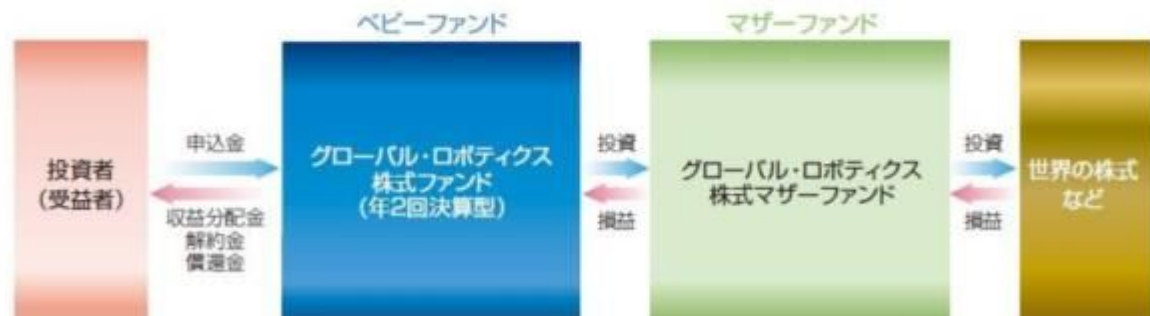 ベビーファンド
マザーファンド
投資者
(受益者)
申込金
収益分配金
解約金
償還金
グローバル・ロボティクス
株式ファンド
(年2回決算型)
投資
損益
グローバル・ロボティクス
株式マザーファンド
投資
損益
世界の株式
など